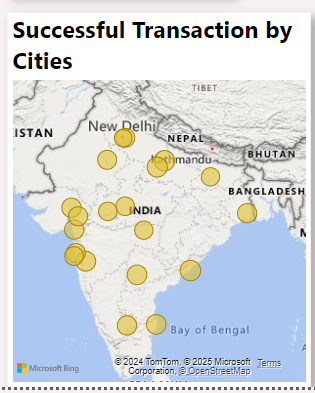 Successful Transaction by
Cities
TIBET
ISTAN
New Delhi
NEPAL
Kathmandu
BHUTAN
BANGLADESH
INDIA
Bay of Bengal
Microsoft Bing
© 2024 TomTom, © 2025 Microsoft Terms
Corporation, © OpenStreetMap